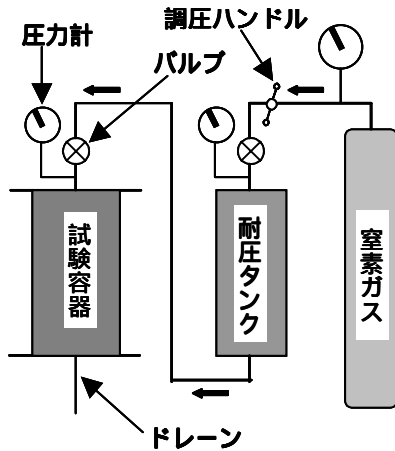 調圧ハンドル
圧力計
バルブ
試験容器
耐圧タンク
窒素ガス
ドレーン